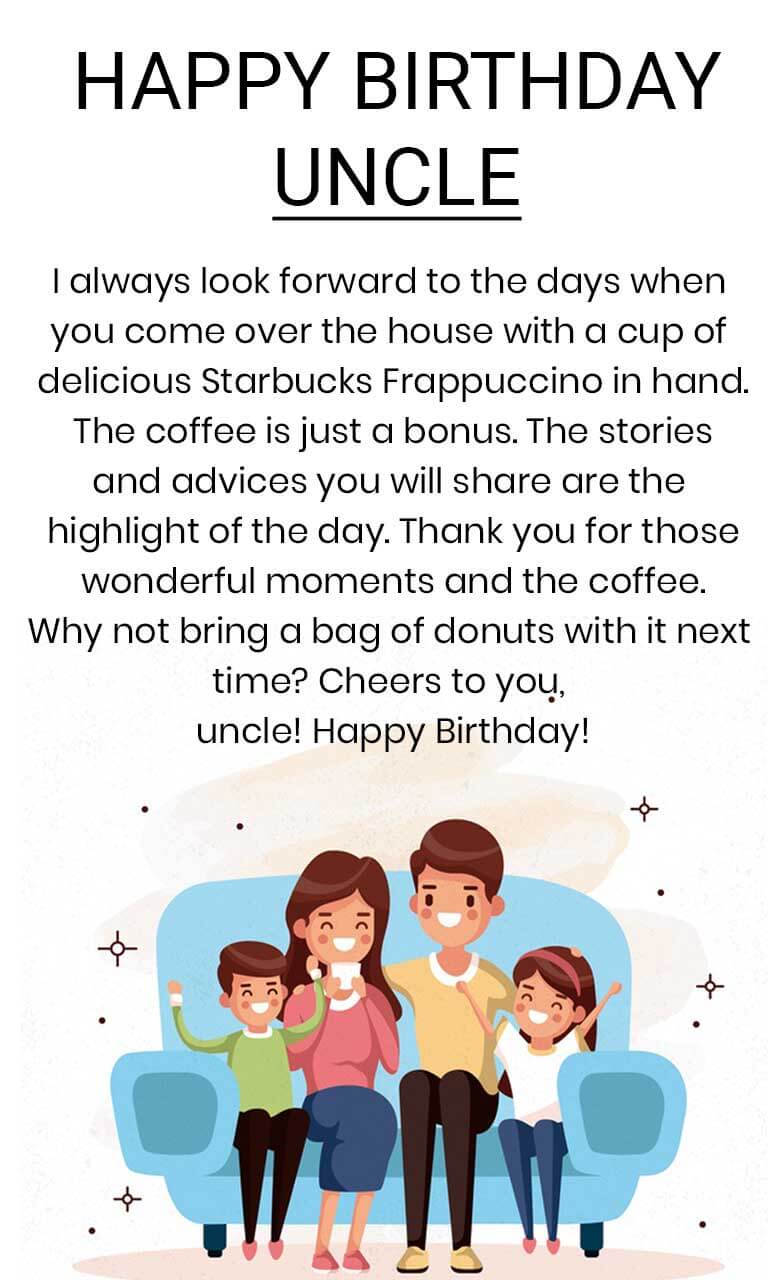 HAPPY BIRTHDAY
UNCLE
I always look forward to the days when
you come over the house with a cup of
delicious Starbucks Frappuccino in hand.
The coffee is just a bonus. The stories
and advices you will share are the
highlight of the day. Thank you for those
wonderful moments and the coffee.
Why not bring a bag of donuts with it next
time? Cheers to you,
uncle! Happy Birthday!